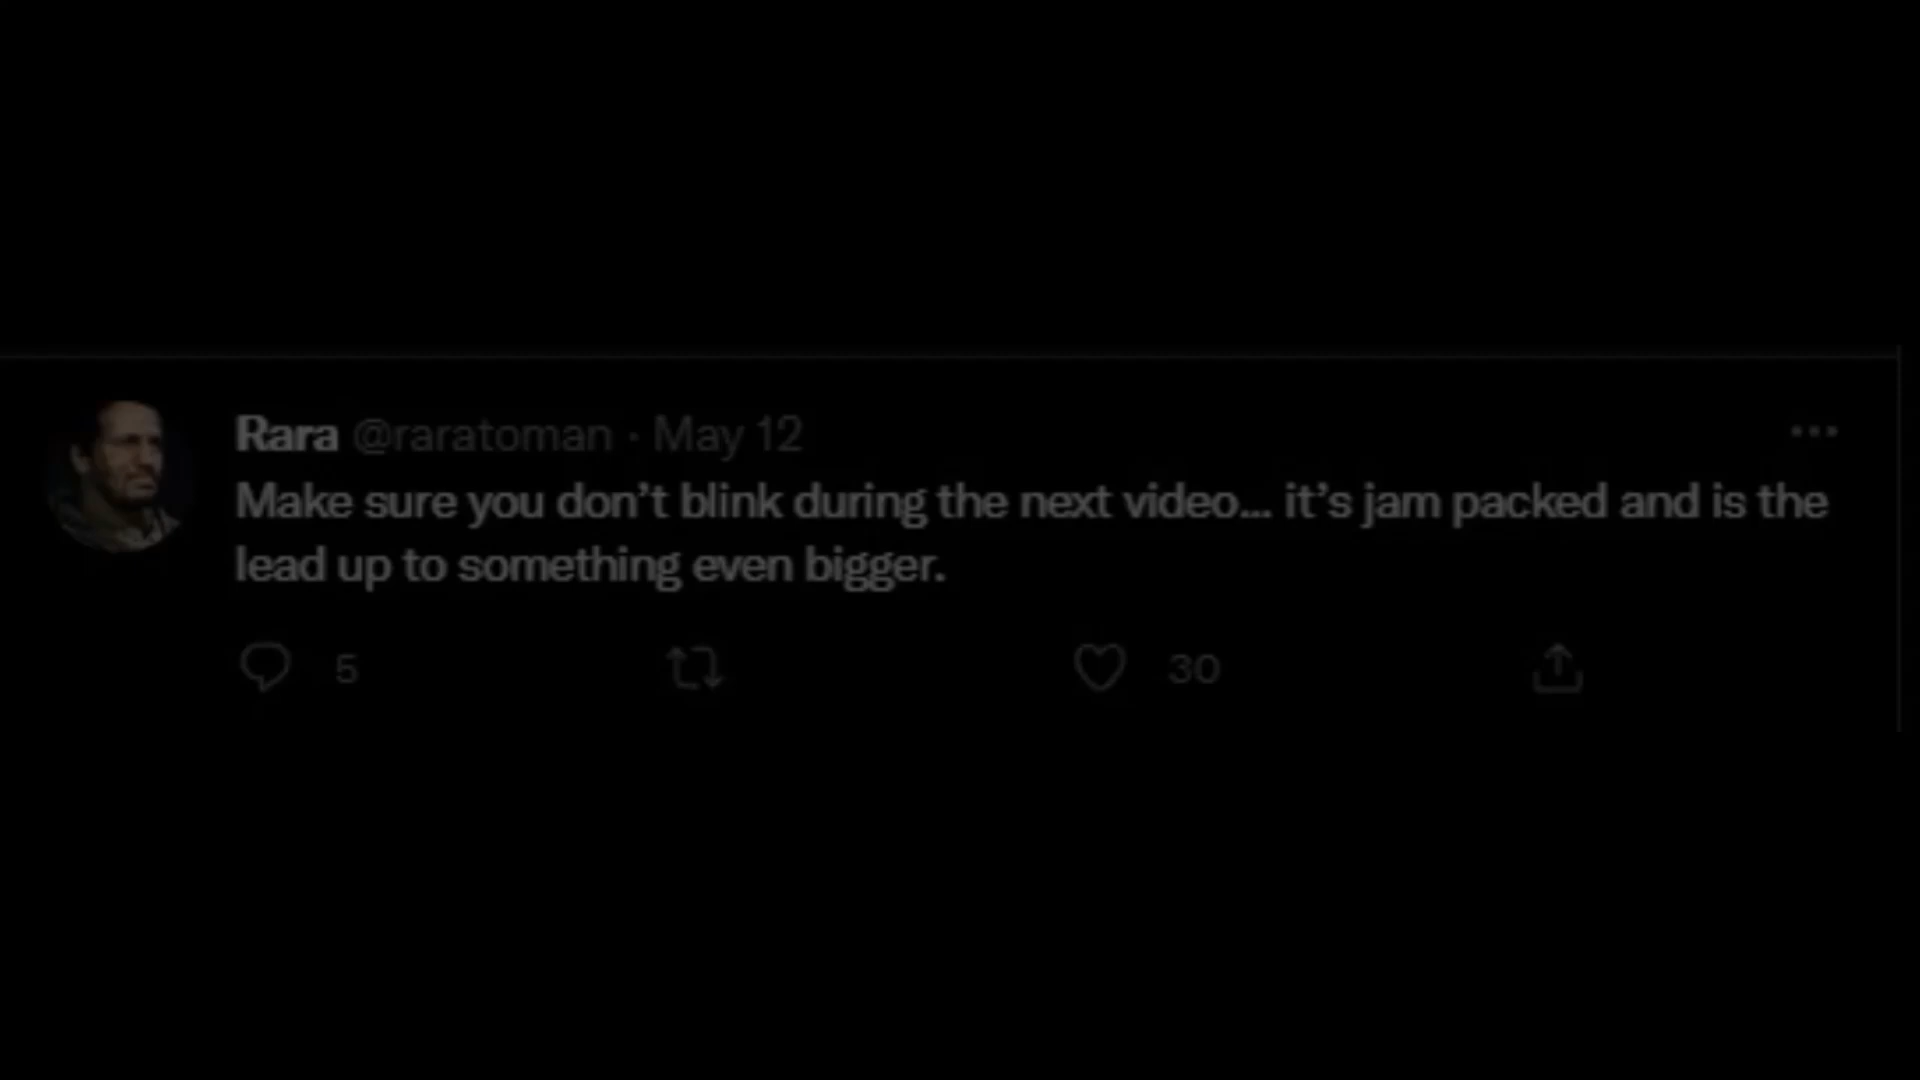 Rara @raratoman · May 12
Make sure you don’t blink during the next video... it’s jam packed and is the
lead up to something even bigger.
5 30